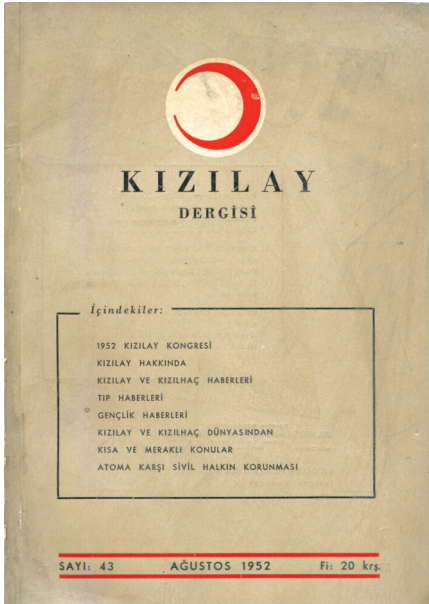 KIZILAY
DERGİSİ
İçindekiler:
1952 KIZILAY KONGRESİ
KIZILAY HAKKINDA
KIZILAY VE KIZILHAÇ HABERLERİ
TIP HABERLERİ
GENÇLİK HABERLERİ
KIZILAY VE KIZILHAÇ DÜNYASINDAN
KISA VE MERAKLI KONULAR
ATOMA KARŞI SİVİL HALKIN KORUNMASI
SAYI: 43 AĞUSTOS 1952 Fi: 20 krş.